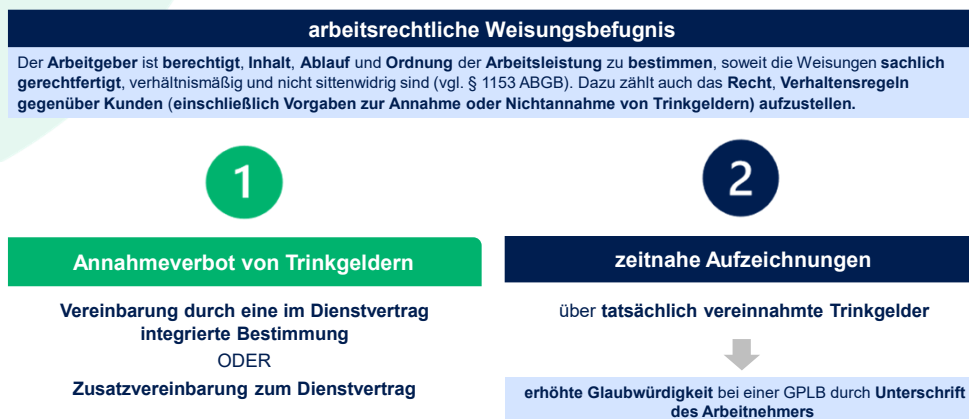 arbeitsrechtliche Weisungsbefugnis
Der Arbeitgeber ist berechtigt, Inhalt, Ablauf und Ordnung der Arbeitsleistung zu bestimmen, soweit die Weisungen sachlich
gerechtfertigt, verhältnismäßig und nicht sittenwidrig sind (vgl. § 1153 ABGB). Dazu zählt auch das Recht, Verhaltensregeln
gegenüber Kunden (einschließlich Vorgaben zur Annahme oder Nichtannahme von Trinkgeldern) aufzustellen.
1
Annahmeverbot von Trinkgeldern
Vereinbarung durch eine im Dienstvertrag
integrierte Bestimmung
ODER
Zusatzvereinbarung zum Dienstvertrag
2
zeitnahe Aufzeichnungen
über tatsächlich vereinnahmte Trinkgelder
erhöhte Glaubwürdigkeit bei einer GPLB durch Unterschrift
des Arbeitnehmers